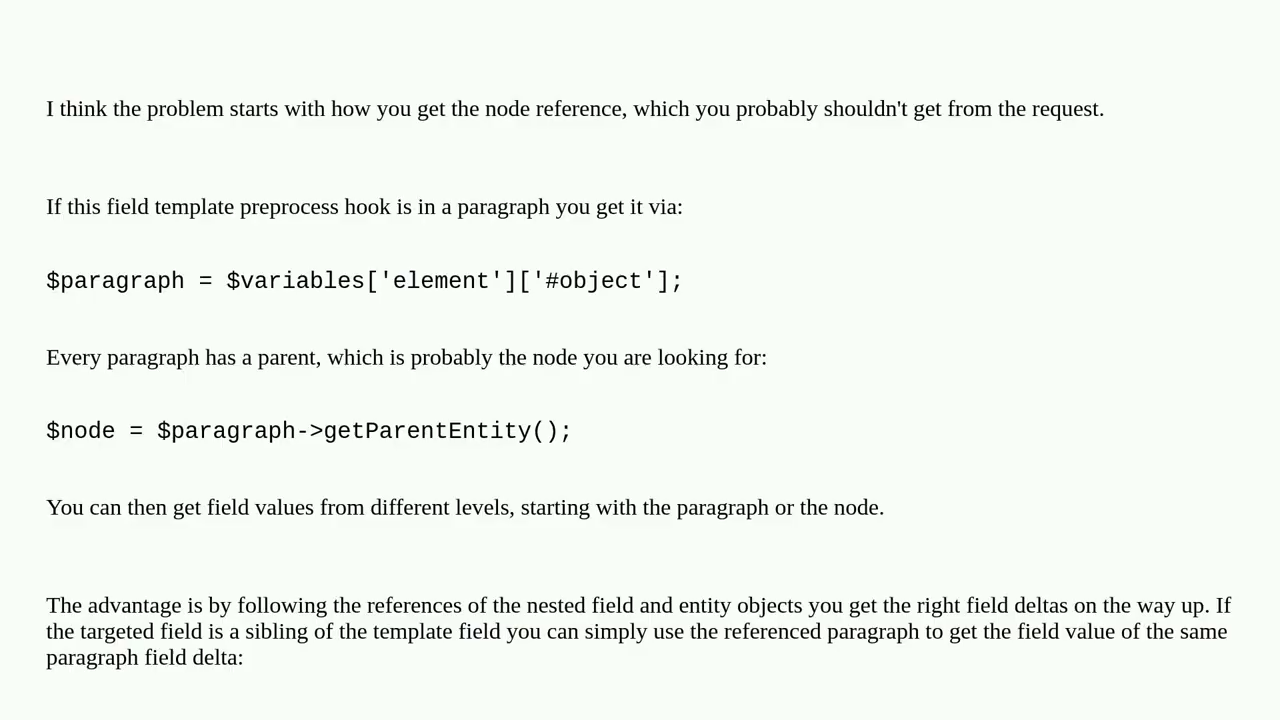 I think the problem starts with how you get the node reference, which you probably shouldn't get from the request.
If this field template preprocess hook is in a paragraph you get it via:
$paragraph = $variables['element']['#object'];
Every paragraph has a parent, which is probably the node you are looking for:
$node = $paragraph->getParentEntity();
You can then get field values from different levels, starting with the paragraph or the node.
The advantage is by following the references of the nested field and entity objects you get the right field deltas on the way up. If
the targeted field is a sibling of the template field you can simply use the referenced paragraph to get the field value of the same
paragraph field delta: